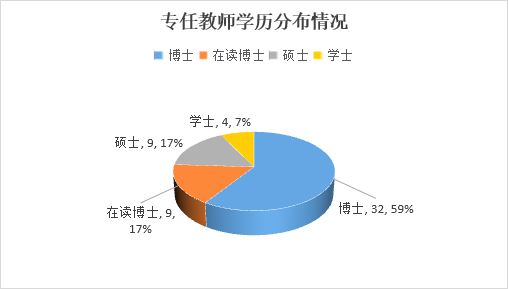 专任教师学历分布情况
博士 在读博士 硕士 学士
学士, 4, 7%
硕士, 9, 17%
在读博士, 9,
17%
博士, 32, 59%